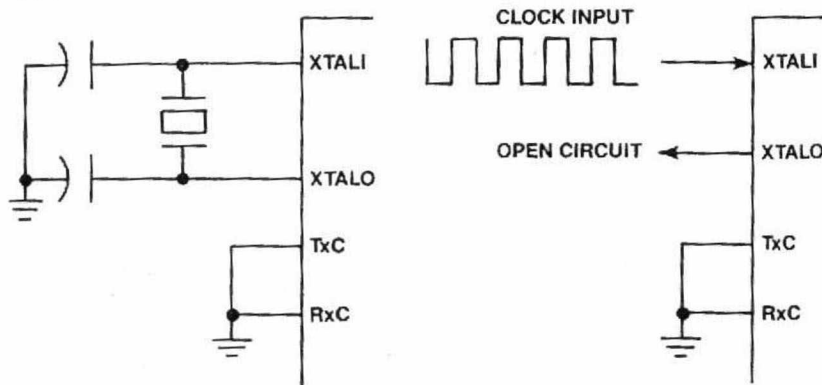 XTALI
XTALO
TxC
RxC
CLOCK INPUT
XTALI
OPEN CIRCUIT
XTALO
TxC
RxC